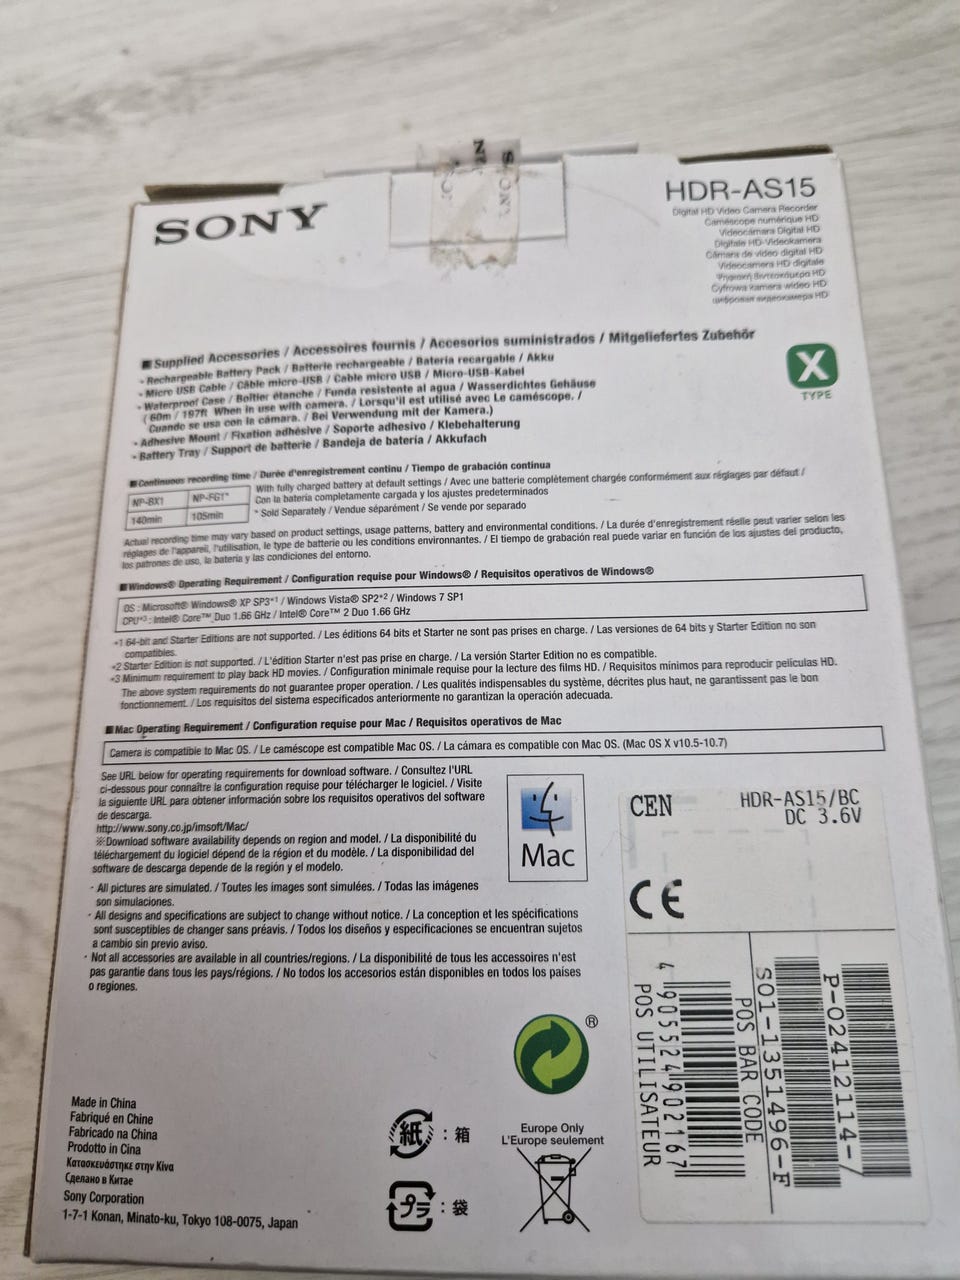 SONY
SONY
HDR-AS15
Digital HD Video Camera Recorder
Caméscope numérique HD
Videocámara Digital HD
Digitale HD-Videokamera
Câmara de vídeo digital HD
Videocamera HD digitale
Ψηφιακή βιντεοκάμερα HD
Cyfrowa kamera wideo HD
цифровая видеокамера HD
■Supplied Accessories / Accessoires fournis / Accesorios suministrados / Mitgeliefertes Zubehör
• Rechargeable Battery Pack / Batterie rechargeable / Batería recargable / Akku
• Micro USB Cable / Câble micro-USB / Cable micro USB / Micro-USB-Kabel
• Waterproof Case / Boîtier étanche / Funda resistente al agua / Wasserdichtes Gehäuse
( 60m / 197ft When in use with camera. / Lorsqu'il est utilisé avec Le caméscope. /
Cuando se usa con la cámara. / Bei Verwendung mit der Kamera.)
• Adhesive Mount / Fixation adhésive / Soporte adhesivo / Klebehalterung
• Battery Tray / Support de batterie / Bandeja de batería / Akkufach
X
TYPE
■Continuous recording time / Durée d'enregistrement continu / Tiempo de grabación continua
NP-BX1 NP-FG1*
140min 105min
With fully charged battery at default settings / Avec une batterie complètement chargée conformément aux réglages par défaut /
Con la batería completamente cargada y los ajustes predeterminados
* Sold Separately / Vendue séparément / Se vende por separado
Actual recording time may vary based on product settings, usage patterns, battery and environmental conditions. / La durée d'enregistrement réelle peut varier selon les
réglages de l'appareil, l'utilisation, le type de batterie ou les conditions environnantes. / El tiempo de grabación real puede variar en función de los ajustes del producto,
los patrones de uso, la batería y las condiciones del entorno.
■Windows® Operating Requirement / Configuration requise pour Windows® / Requisitos operativos de Windows®
OS : Microsoft® Windows® XP SP3*1 / Windows Vista® SP2*2 / Windows 7 SP1
CPU*3 : Intel® Core™ Duo 1.66 GHz / Intel® Core™ 2 Duo 1.66 GHz
*1 64-bit and Starter Editions are not supported. / Les éditions 64 bits et Starter ne sont pas prises en charge. / Las versiones de 64 bits y Starter Edition no son
compatibles.
*2 Starter Edition is not supported. / L'édition Starter n'est pas prise en charge. / La versión Starter Edition no es compatible.
*3 Minimum requirement to play back HD movies. / Configuration minimale requise pour la lecture des films HD. / Requisitos mínimos para reproducir películas HD.
The above system requirements do not guarantee proper operation. / Les qualités indispensables du système, décrites plus haut, ne garantissent pas le bon
fonctionnement. / Los requisitos del sistema especificados anteriormente no garantizan la operación adecuada.
■Mac Operating Requirement / Configuration requise pour Mac / Requisitos operativos de Mac
Camera is compatible to Mac OS. / Le caméscope est compatible Mac OS. / La cámara es compatible con Mac OS. (Mac OS X v10.5-10.7)
See URL below for operating requirements for download software. / Consultez l'URL
ci-dessous pour connaître la configuration requise pour télécharger le logiciel. / Visite
la siguiente URL para obtener información sobre los requisitos operativos del software
de descarga.
http://www.sony.co.jp/imsoft/Mac/
※Download software availability depends on region and model. / La disponibilité du
téléchargement du logiciel dépend de la région et du modèle. / La disponibilidad del
software de descarga depende de la región y el modelo.
Mac
· All pictures are simulated. / Toutes les images sont simulées. / Todas las imágenes
son simulaciones.
· All designs and specifications are subject to change without notice. / La conception et les spécifications
sont susceptibles de changer sans préavis. / Todos los diseños y especificaciones se encuentran sujetos
a cambio sin previo aviso.
· Not all accessories are available in all countries/regions. / La disponibilité de tous les accessoires n'est
pas garantie dans tous les pays/régions. / No todos los accesorios están disponibles en todos los países
o regiones.
CEN
HDR-AS15/BC
DC 3.6V
CE
P-02412114-/
S01-1351496-F
POS BAR CODE
4 905524 902167
POS UTILISATEUR
®
Made in China
Fabriqué en Chine
Fabricado na China
Prodotto in Cina
Κατασκευάστηκε στην Κίνα
Сделано в Китае
Sony Corporation
1-7-1 Konan, Minato-ku, Tokyo 108-0075, Japan
紙 : 箱
プラ : 袋
Europe Only
L'Europe seulement